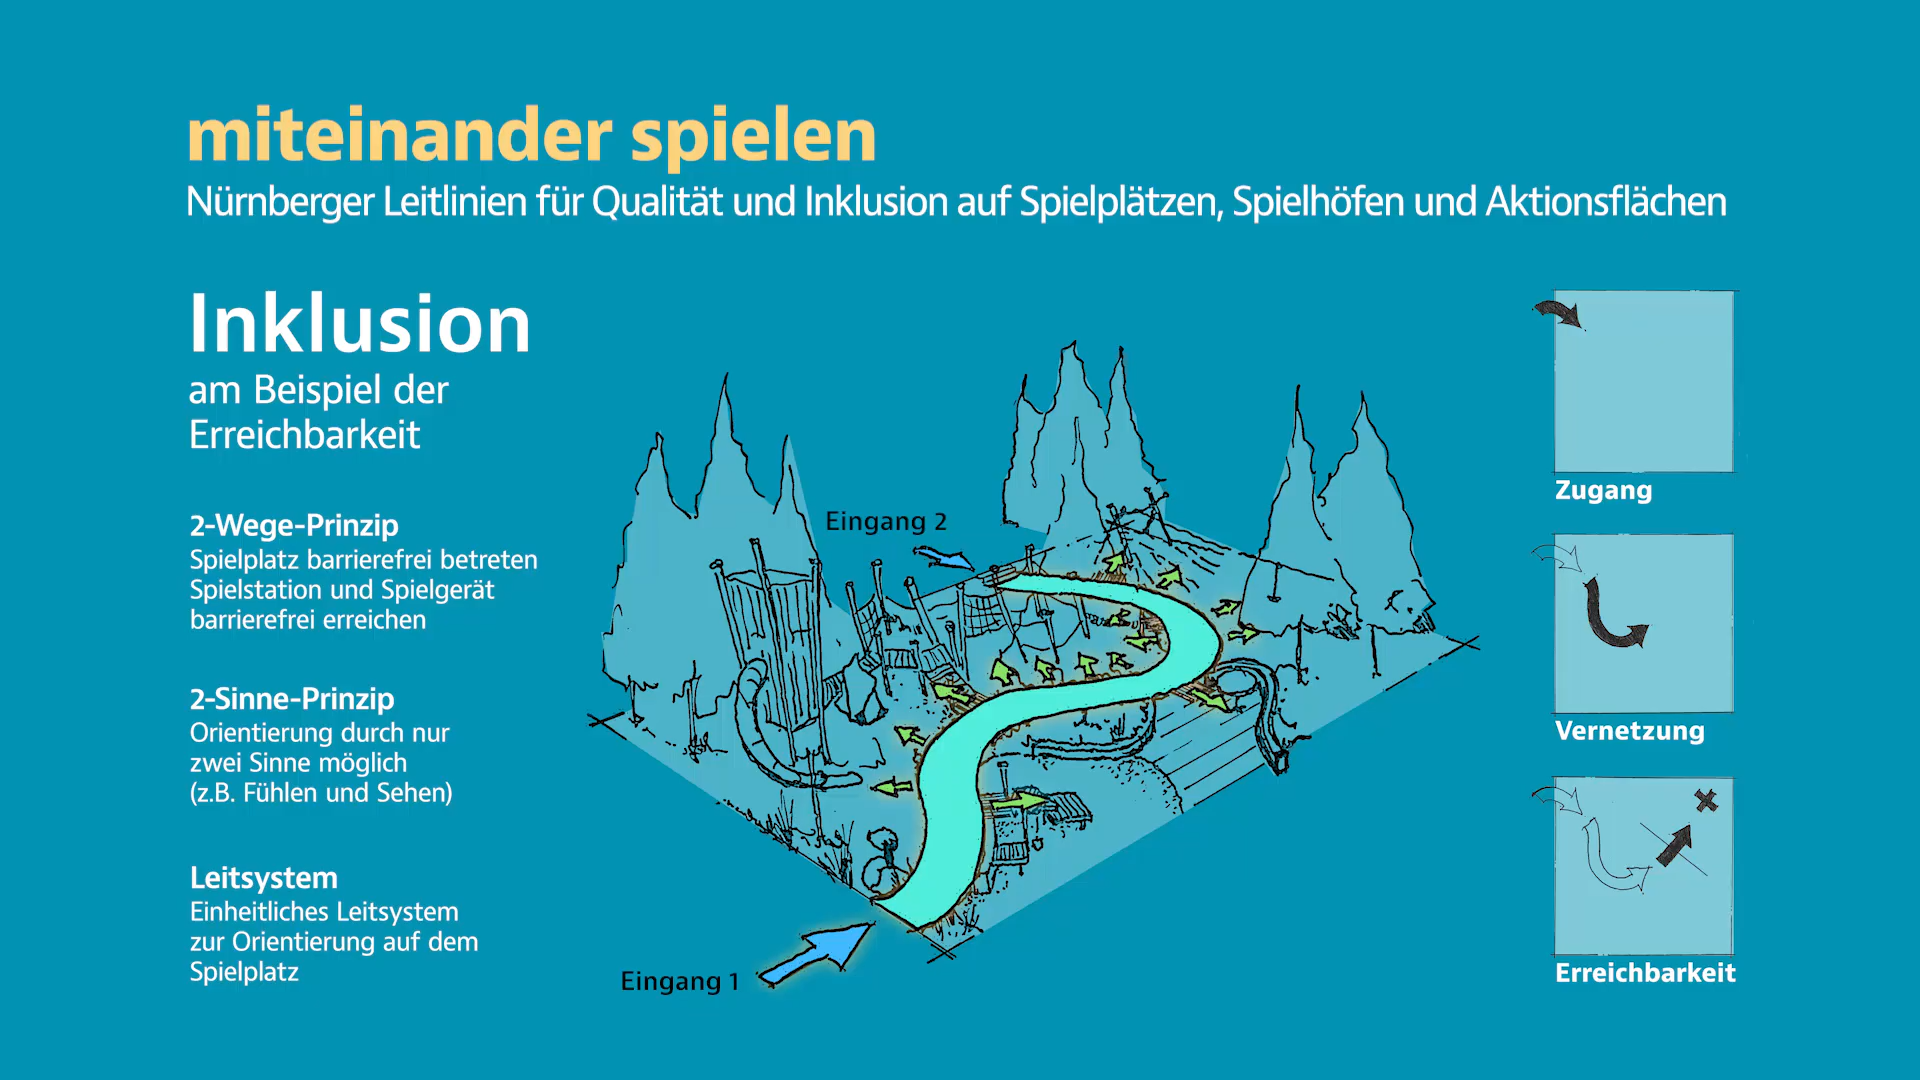 miteinander spielen
Nürnberger Leitlinien für Qualität und Inklusion auf Spielplätzen, Spielhöfen und Aktionsflächen
Inklusion
am Beispiel der
Erreichbarkeit
2-Wege-Prinzip
Spielplatz barrierefrei betreten
Spielstation und Spielgerät
barrierefrei erreichen
2-Sinne-Prinzip
Orientierung durch nur
zwei Sinne möglich
(z.B. Fühlen und Sehen)
Leitsystem
Einheitliches Leitsystem
zur Orientierung auf dem
Spielplatz
Eingang 2
Eingang 1
Zugang
Vernetzung
Erreichbarkeit